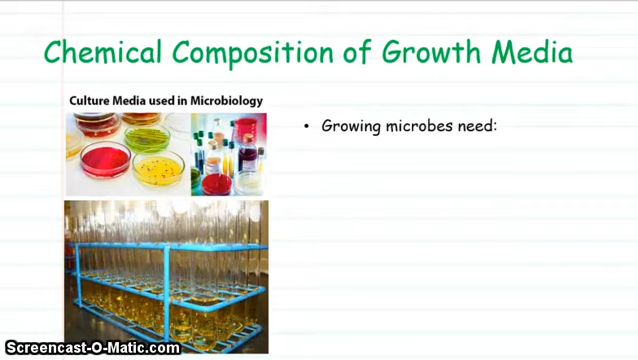 Chemical Composition of Growth Media
Culture Media used in Microbiology
• Growing microbes need:
Screencast-O-Matic.com